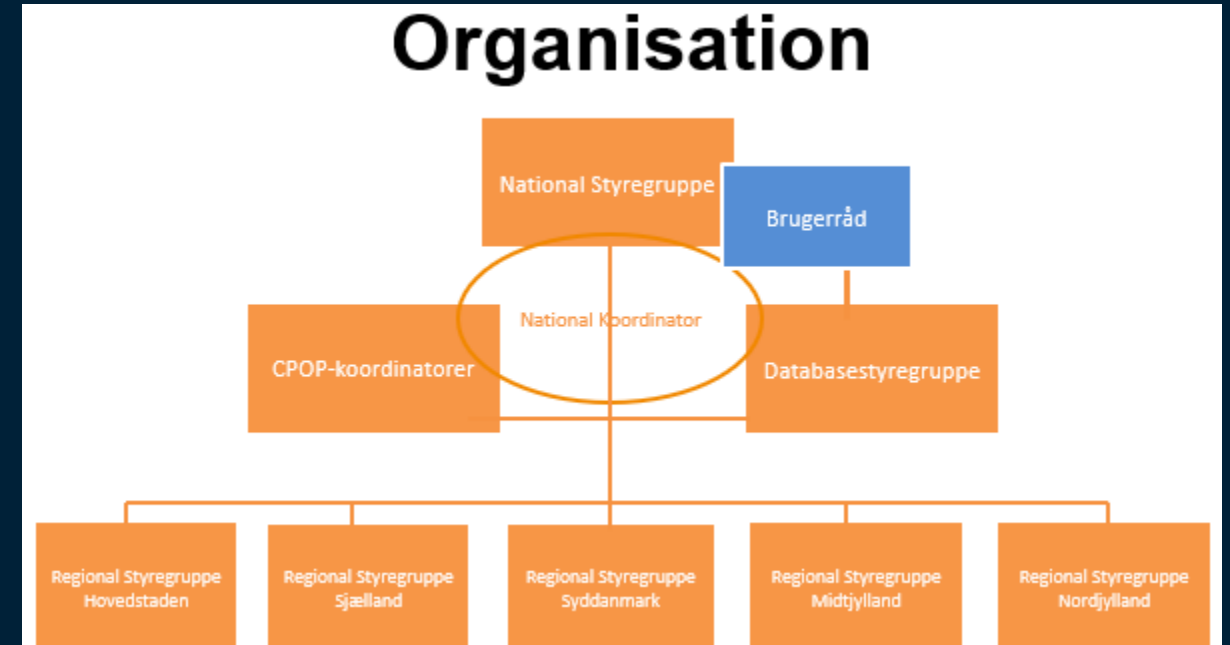 Organisation
National Styregruppe
Brugerråd
National Koordinator
CPOP-koordinatorer
Databasestyregruppe
Regional Styregruppe
Hovedstaden
Regional Styregruppe
Sjælland
Regional Styregruppe
Syddanmark
Regional Styregruppe
Midtjylland
Regional Styregruppe
Nordjylland